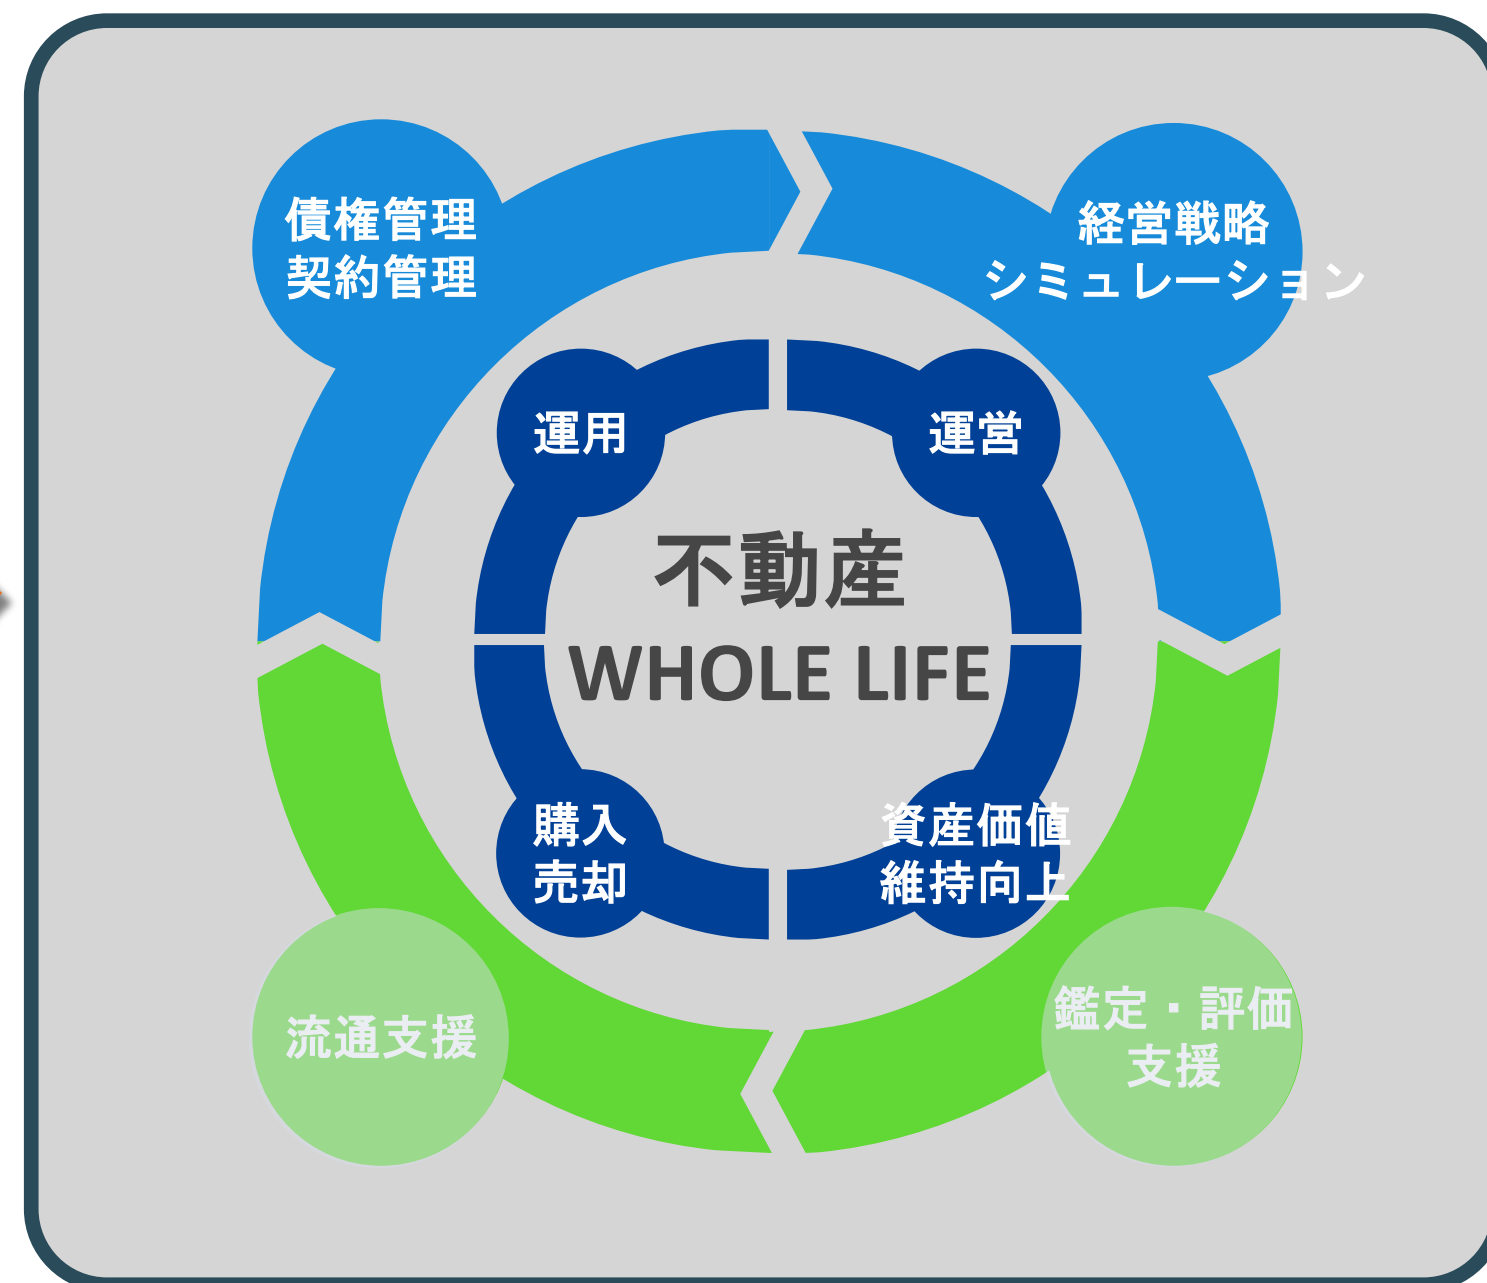 債権管理
契約管理
経営戦略
シミュレーション
運用
運営
不動産
WHOLE LIFE
購入
売却
資産価値
維持向上
流通支援
鑑定・評価
支援